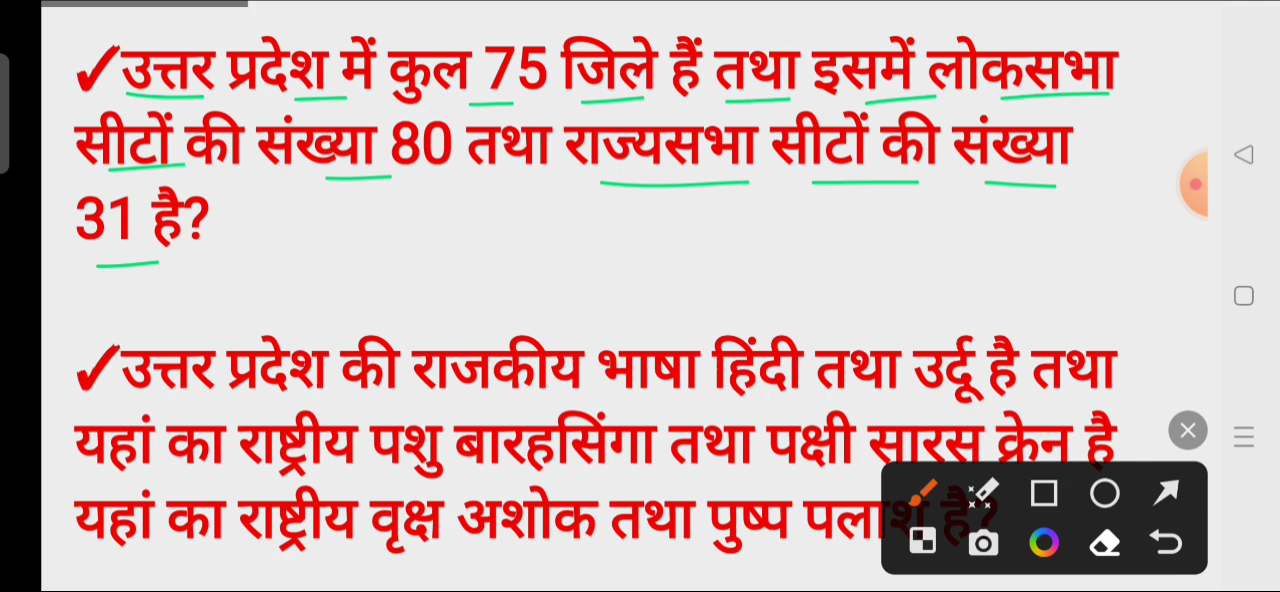 ✓उत्तर प्रदेश में कुल 75 जिले हैं तथा इसमें लोकसभा
सीटों की संख्या 80 तथा राज्यसभा सीटों की संख्या
31 है?
✓उत्तर प्रदेश की राजकीय भाषा हिंदी तथा उर्दू है तथा
यहां का राष्ट्रीय पशु बारहसिंगा तथा पक्षी सारस क्रेन है
यहां का राष्ट्रीय वृक्ष अशोक तथा पुष्प पलाश है?